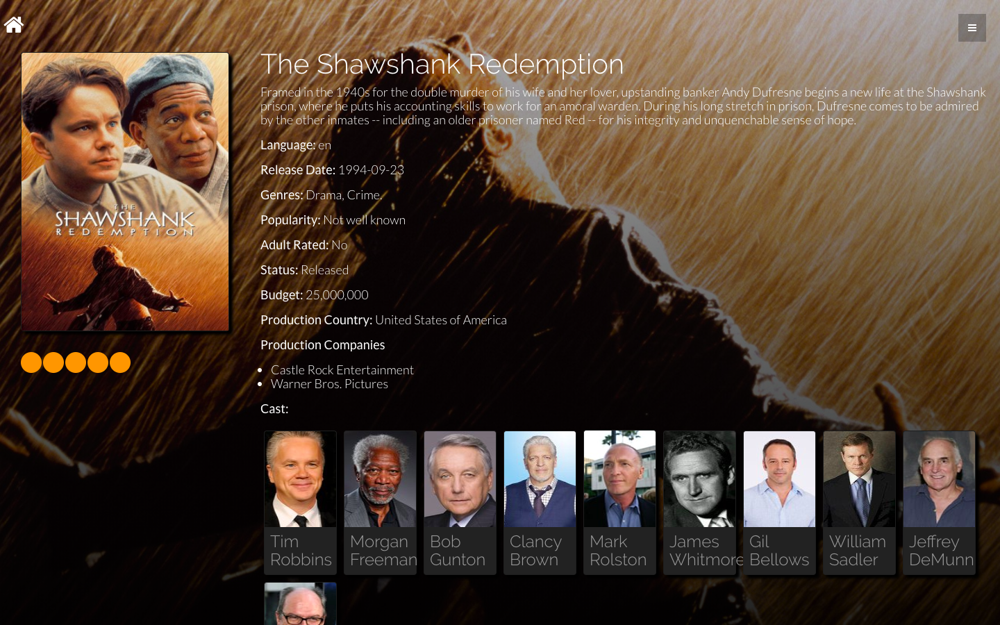 The Shawshank Redemption
Framed in the 1940s for the double murder of his wife and her lover, upstanding banker Andy Dufresne begins a new life at the Shawshank
prison, where he puts his accounting skills to work for an amoral warden. During his long stretch in prison, Dufresne comes to be admired
by the other inmates -- including an older prisoner named Red -- for his integrity and unquenchable sense of hope.
THE
SHAWSHANK
REDEMPTION
Language: en
Release Date: 1994-09-23
Genres: Drama, Crime.
Popularity: Not well known
Adult Rated: No
Status: Released
Budget: 25,000,000
Production Country: United States of America
Production Companies
Castle Rock Entertainment
Warner Bros. Pictures
Cast:
Tim
Robbins
Morgan
Freeman
Bob
Gunton
Clancy
Brown
Mark
Rolston
James
Whitmore
Gil
Bellows
William
Sadler
Jeffrey
DeMunn